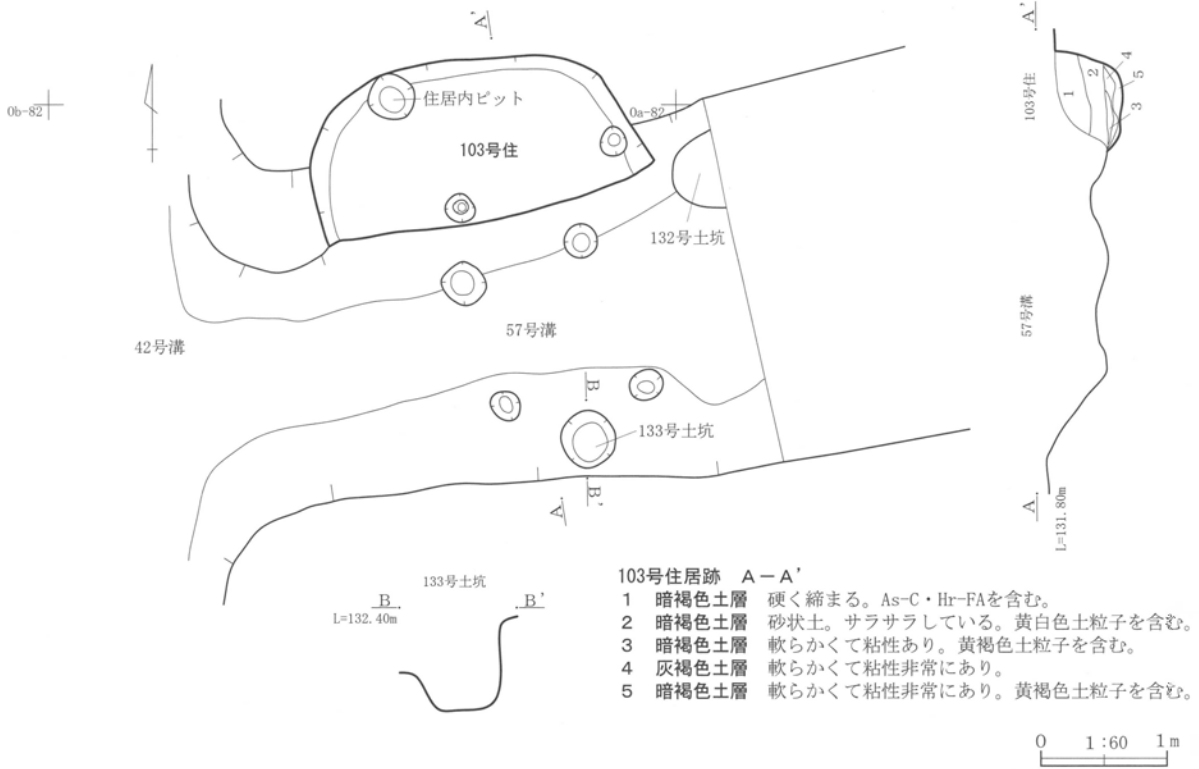 A'
A'
103号住
4
2
5
1
3
0b-82
住居内ピット
0a-82
103号住
132号土坑
57号溝
57号溝
42号溝
B
133号土坑
B'
A
A
L=131.80m
133号土坑
B
B'
L=132.40m
103号住居跡 A－A'
1 暗褐色土層 硬く締まる。As-C・Hr-FAを含む。
2 暗褐色土層 砂状土。サラサラしている。黄白色土粒子を含む。
3 暗褐色土層 軟らかくて粘性あり。黄褐色土粒子を含む。
4 灰褐色土層 軟らかくて粘性非常にあり。
5 暗褐色土層 軟らかくて粘性非常にあり。黄褐色土粒子を含む。
0 1:60 1m